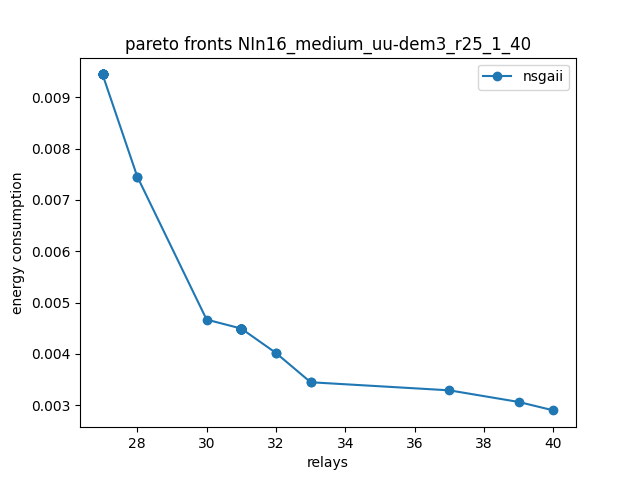 pareto fronts NIn16_medium_uu-dem3_r25_1_40
nsgaii
energy consumption
0.009
0.008
0.007
0.006
0.005
0.004
0.003
28 30 32 34 36 38 40
relays